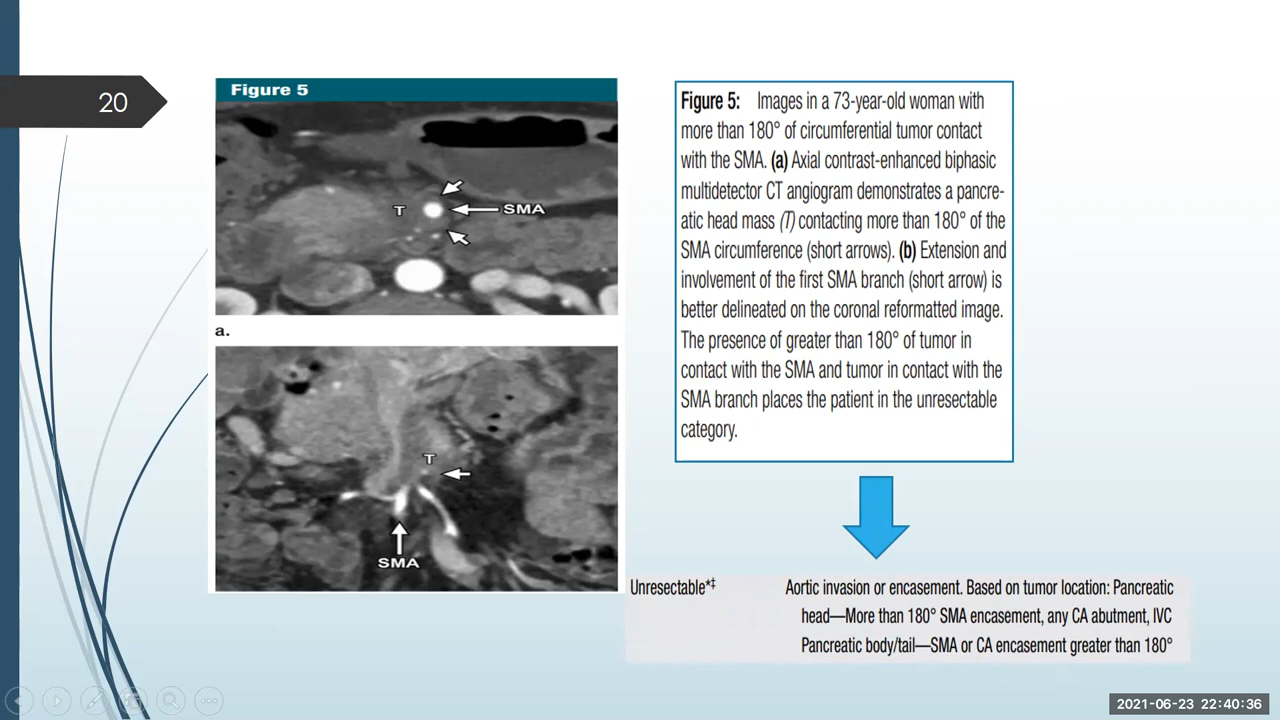 20
Figure 5
T
SMA
a.
T
SMA
Figure 5: Images in a 73-year-old woman with
more than 180° of circumferential tumor contact
with the SMA. (a) Axial contrast-enhanced biphasic
multidetector CT angiogram demonstrates a pancre-
atic head mass (T) contacting more than 180° of the
SMA circumference (short arrows). (b) Extension and
involvement of the first SMA branch (short arrow) is
better delineated on the coronal reformatted image.
The presence of greater than 180° of tumor in
contact with the SMA and tumor in contact with the
SMA branch places the patient in the unresectable
category.
Unresectable*‡ Aortic invasion or encasement. Based on tumor location: Pancreatic
head—More than 180° SMA encasement, any CA abutment, IVC
Pancreatic body/tail—SMA or CA encasement greater than 180°
2021-06-23 22:40:36